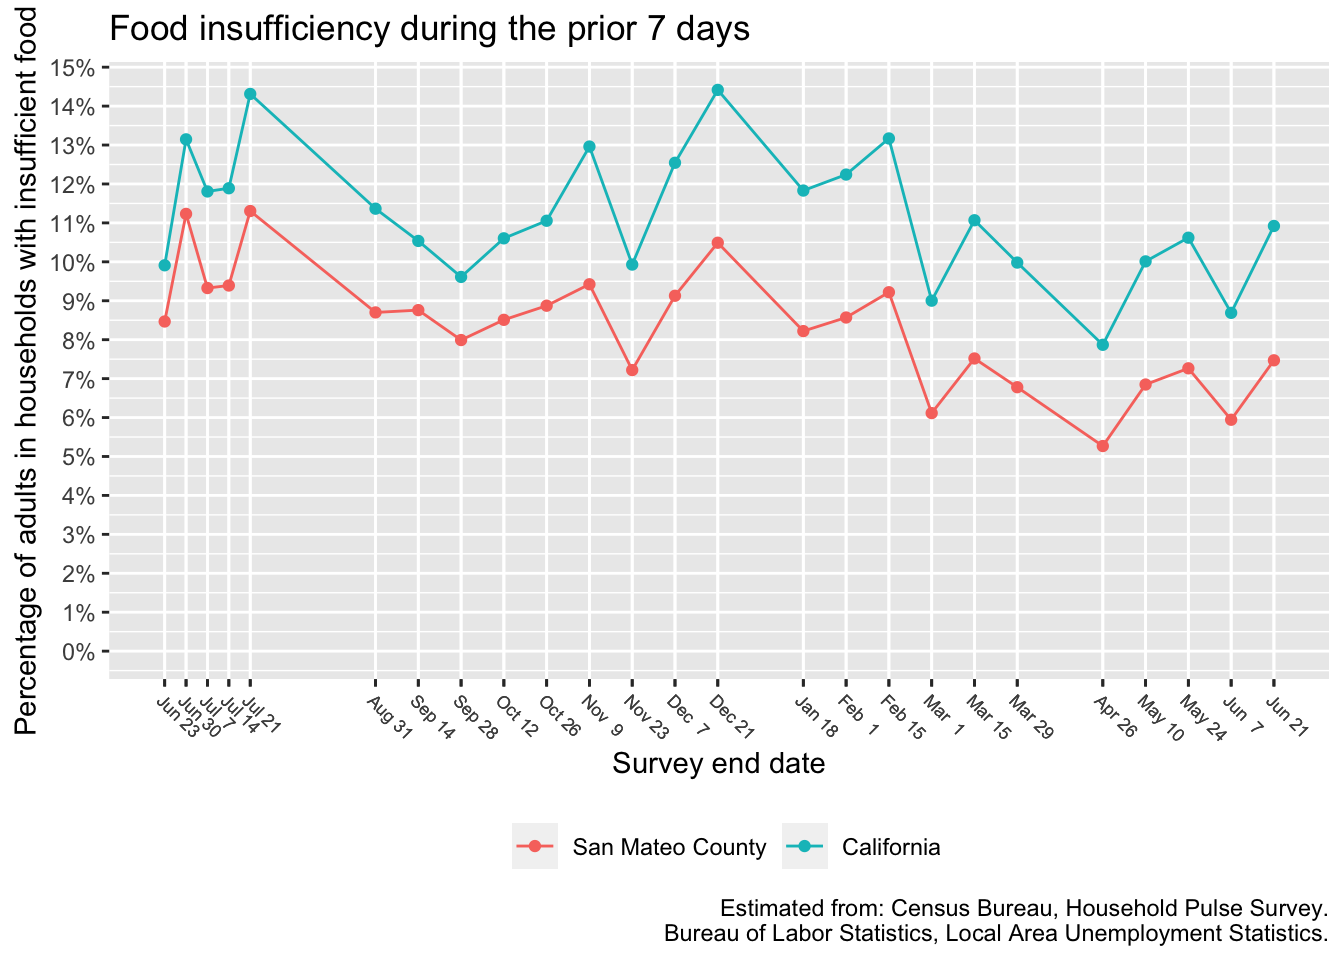 Food insufficiency during the prior 7 days
Percentage of adults in households with insufficient food
15%
14%
13%
12%
11%
10%
9%
8%
7%
6%
5%
4%
3%
2%
1%
0%
Jun 23
Jun 30
Jul 7
Jul 14
Jul 21
Aug 31
Sep 14
Sep 28
Oct 12
Oct 26
Nov 9
Nov 23
Dec 7
Dec 21
Jan 18
Feb 1
Feb 15
Mar 1
Mar 15
Mar 29
Apr 26
May 10
May 24
Jun 7
Jun 21
Survey end date
San Mateo County
California
Estimated from: Census Bureau, Household Pulse Survey.
Bureau of Labor Statistics, Local Area Unemployment Statistics.